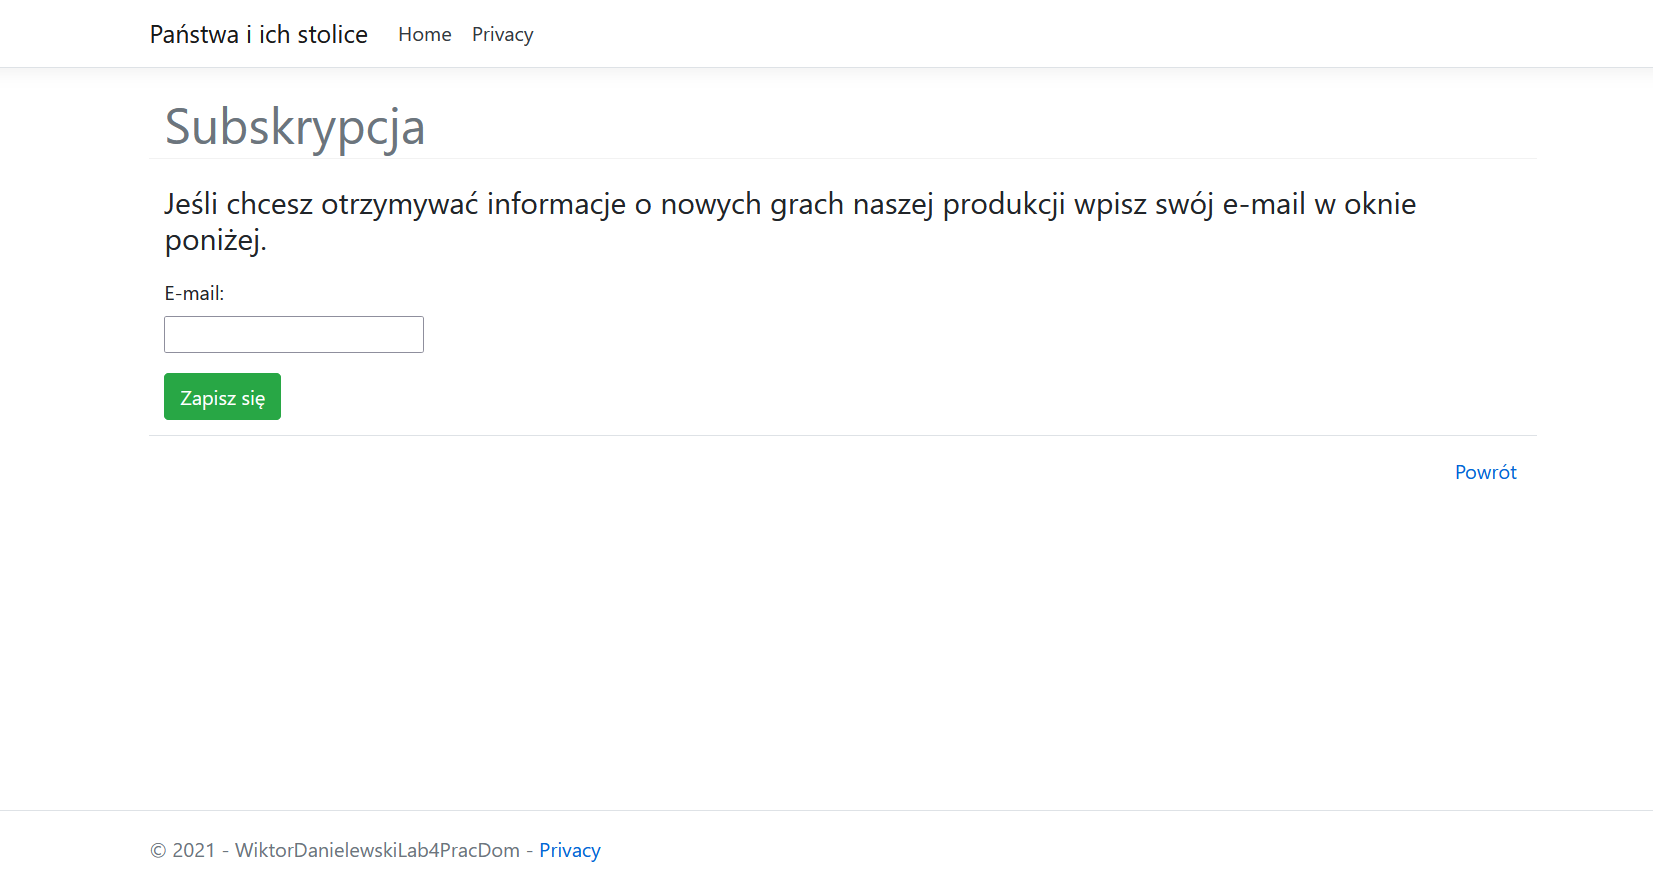 Państwa i ich stolice Home Privacy
Subskrypcja
Jeśli chcesz otrzymywać informacje o nowych grach naszej produkcji wpisz swój e-mail w oknie
poniżej.
E-mail:
Zapisz się
Powrót
© 2021 - WiktorDanielewskiLab4PracDom - Privacy